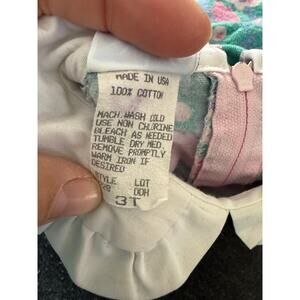 MADE IN USA
100% COTTON
MACH.WASH COLD
USE NON CHLRINE
BLEACH AS NEEDED
TUMBLE DRY MED.
REMOVE PROMPTLY
WARM IRON IF
DESIRED
STYLE LOT
DDH
3T